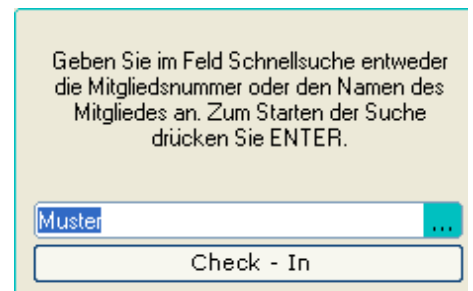 Geben Sie im Feld Schnellsuche entweder
die Mitgliedsnummer oder den Namen des
Mitgliedes an. Zum Starten der Suche
drücken Sie ENTER.
Muster ...
Check - In